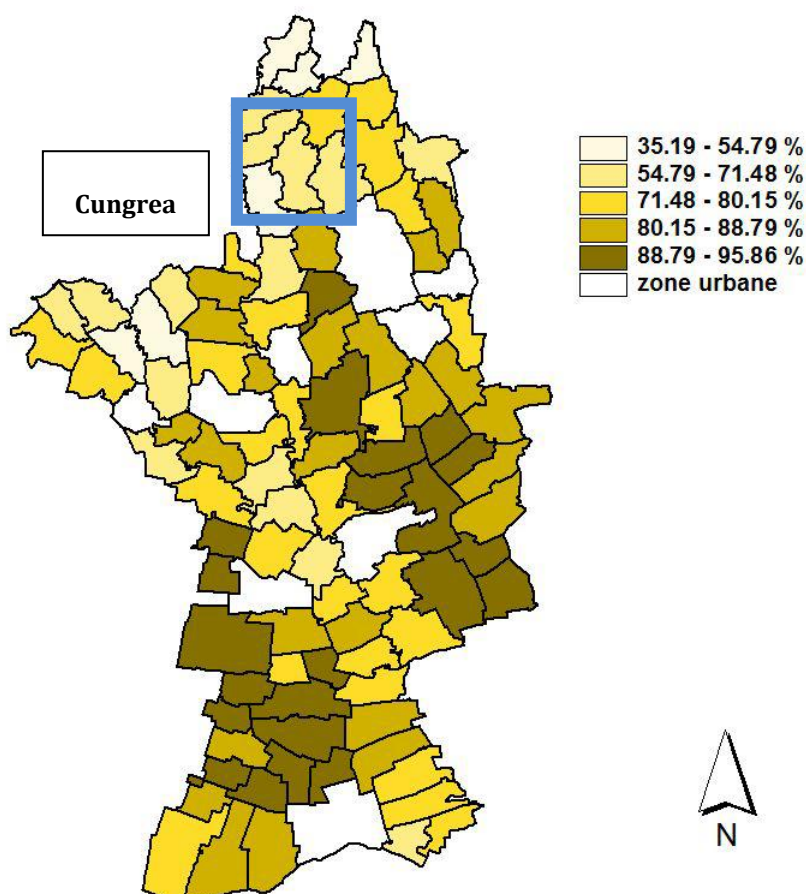 Cungrea
35.19 - 54.79 %
54.79 - 71.48 %
71.48 - 80.15 %
80.15 - 88.79 %
88.79 - 95.86 %
zone urbane
N